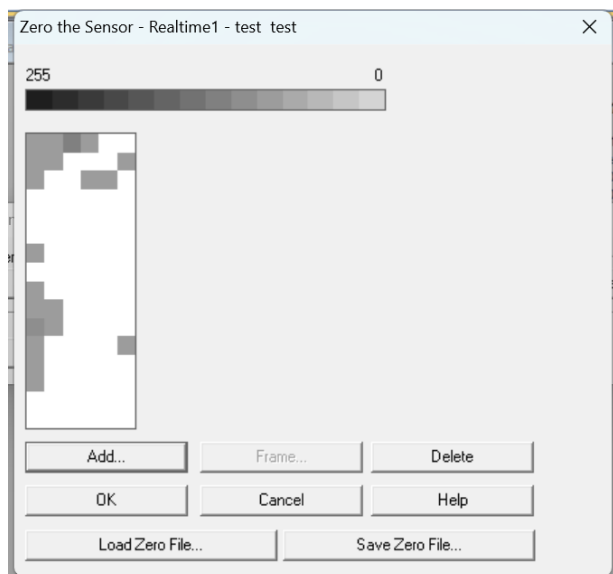 Zero the Sensor - Realtime1 - test  test
255 0
Add... Frame... Delete
OK Cancel Help
Load Zero File... Save Zero File...